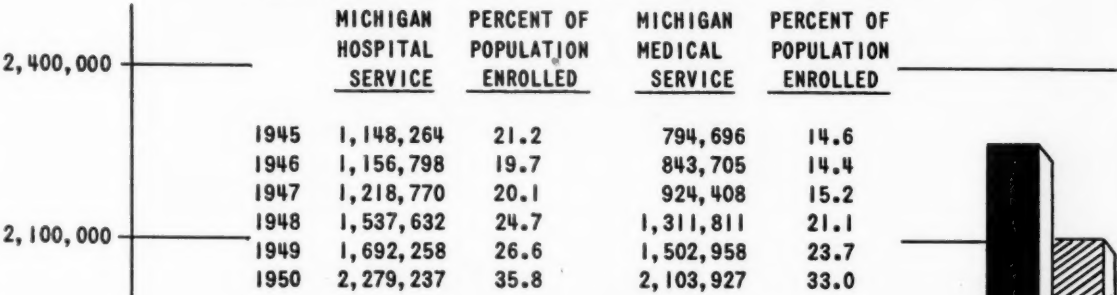 MICHIGAN PERCENT OF MICHIGAN PERCENT OF
HOSPITAL POPULATION MEDICAL POPULATION
2,400,000 SERVICE ENROLLED SERVICE ENROLLED
1945 1,148,264 21.2 794,696 14.6
1946 1,156,798 19.7 843,705 14.4
1947 1,218,770 20.1 924,408 15.2
1948 1,537,632 24.7 1,311,811 21.1
2,100,000
1949 1,692,258 26.6 1,502,958 23.7
1950 2,279,237 35.8 2,103,927 33.0